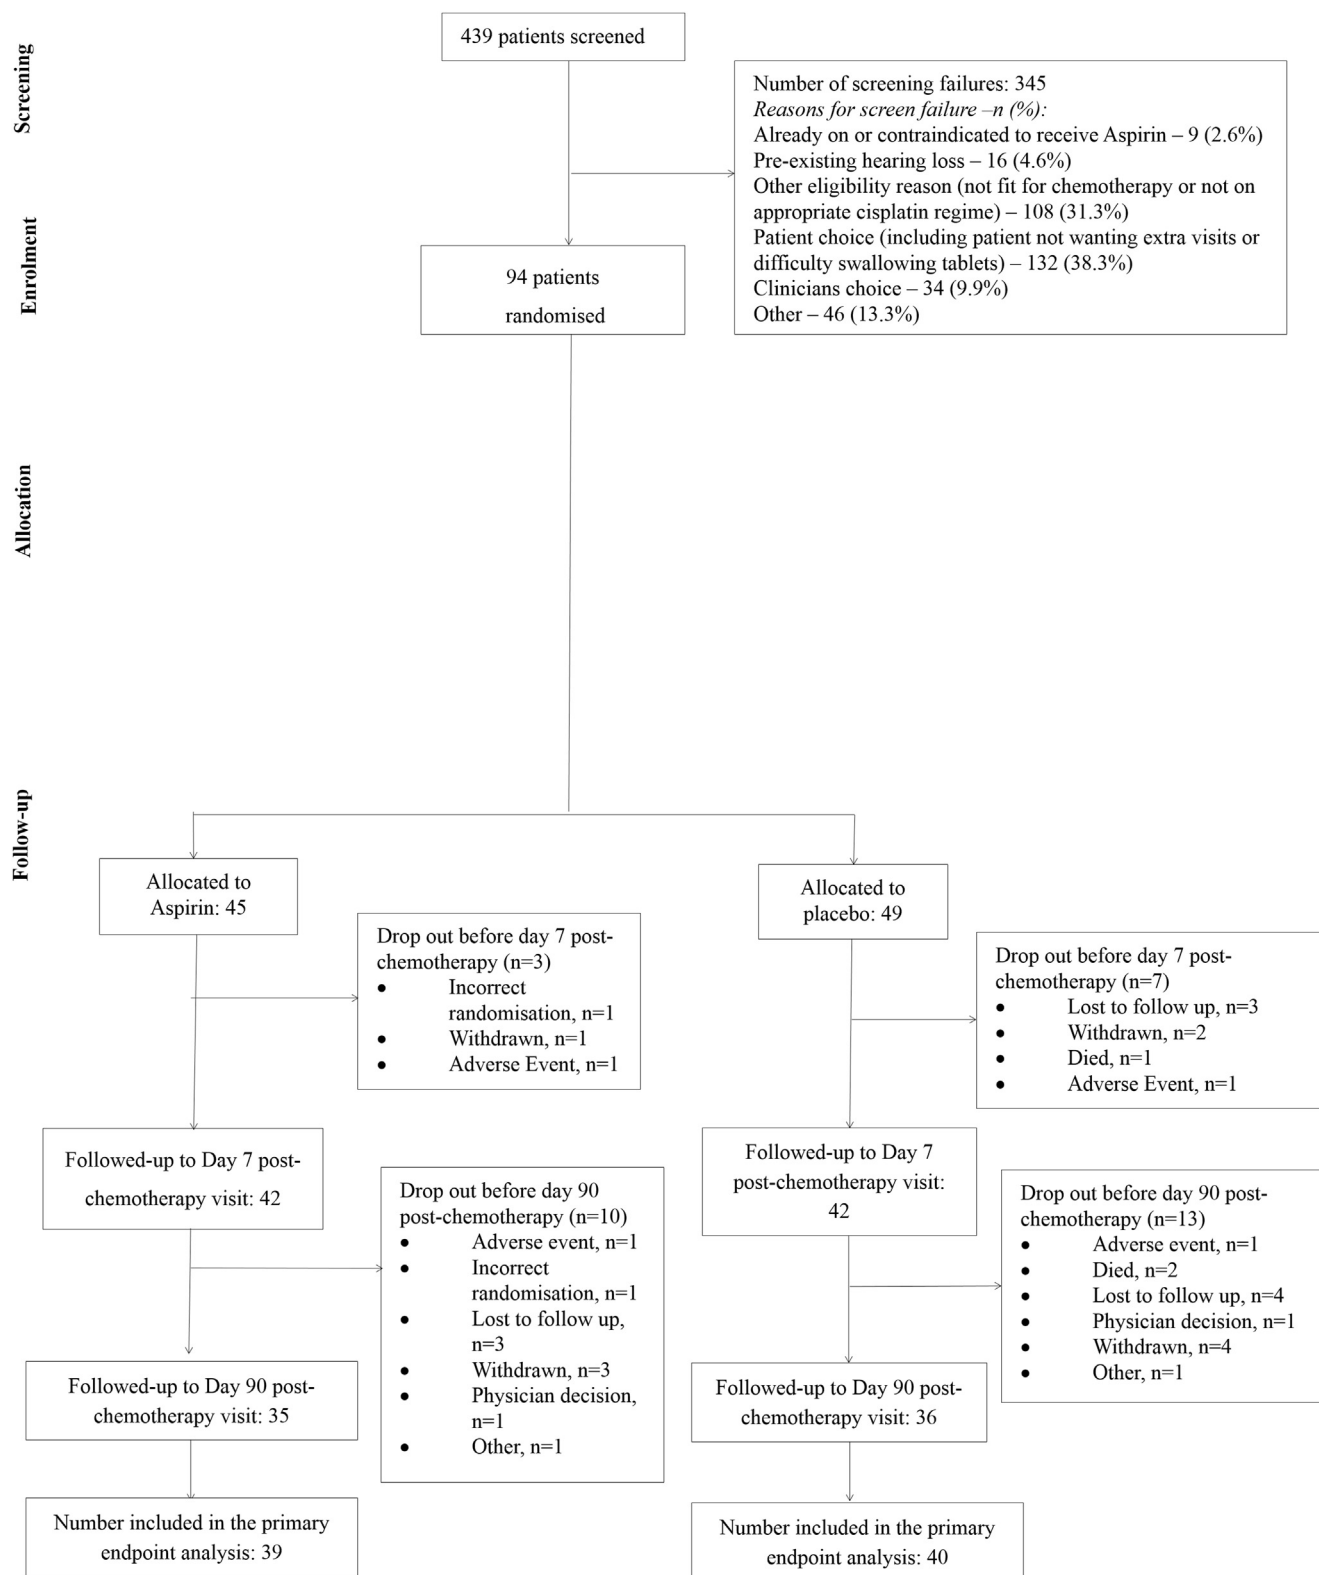 Screening
439 patients screened
Number of screening failures: 345
Reasons for screen failure –n (%):
Already on or contraindicated to receive Aspirin – 9 (2.6%)
Pre-existing hearing loss – 16 (4.6%)
Other eligibility reason (not fit for chemotherapy or not on
appropriate cisplatin regime) – 108 (31.3%)
Patient choice (including patient not wanting extra visits or
difficulty swallowing tablets) – 132 (38.3%)
Clinicians choice – 34 (9.9%)
Other – 46 (13.3%)
Enrolment
94 patients
randomised
Allocation
Follow-up
Allocated to
Aspirin: 45
Allocated to
placebo: 49
Drop out before day 7 post-
chemotherapy (n=3)
● Incorrect
randomisation, n=1
● Withdrawn, n=1
● Adverse Event, n=1
Drop out before day 7 post-
chemotherapy (n=7)
● Lost to follow up, n=3
● Withdrawn, n=2
● Died, n=1
● Adverse Event, n=1
Followed-up to Day 7 post-
chemotherapy visit: 42
Followed-up to Day 7
post-chemotherapy visit:
42
Drop out before day 90
post-chemotherapy (n=10)
● Adverse event, n=1
● Incorrect
randomisation, n=1
● Lost to follow up,
n=3
● Withdrawn, n=3
● Physician decision,
n=1
● Other, n=1
Drop out before day 90 post-
chemotherapy (n=13)
● Adverse event, n=1
● Died, n=2
● Lost to follow up, n=4
● Physician decision, n=1
● Withdrawn, n=4
● Other, n=1
Followed-up to Day 90 post-
chemotherapy visit: 35
Followed-up to Day 90 post-
chemotherapy visit: 36
Number included in the primary
endpoint analysis: 39
Number included in the primary
endpoint analysis: 40